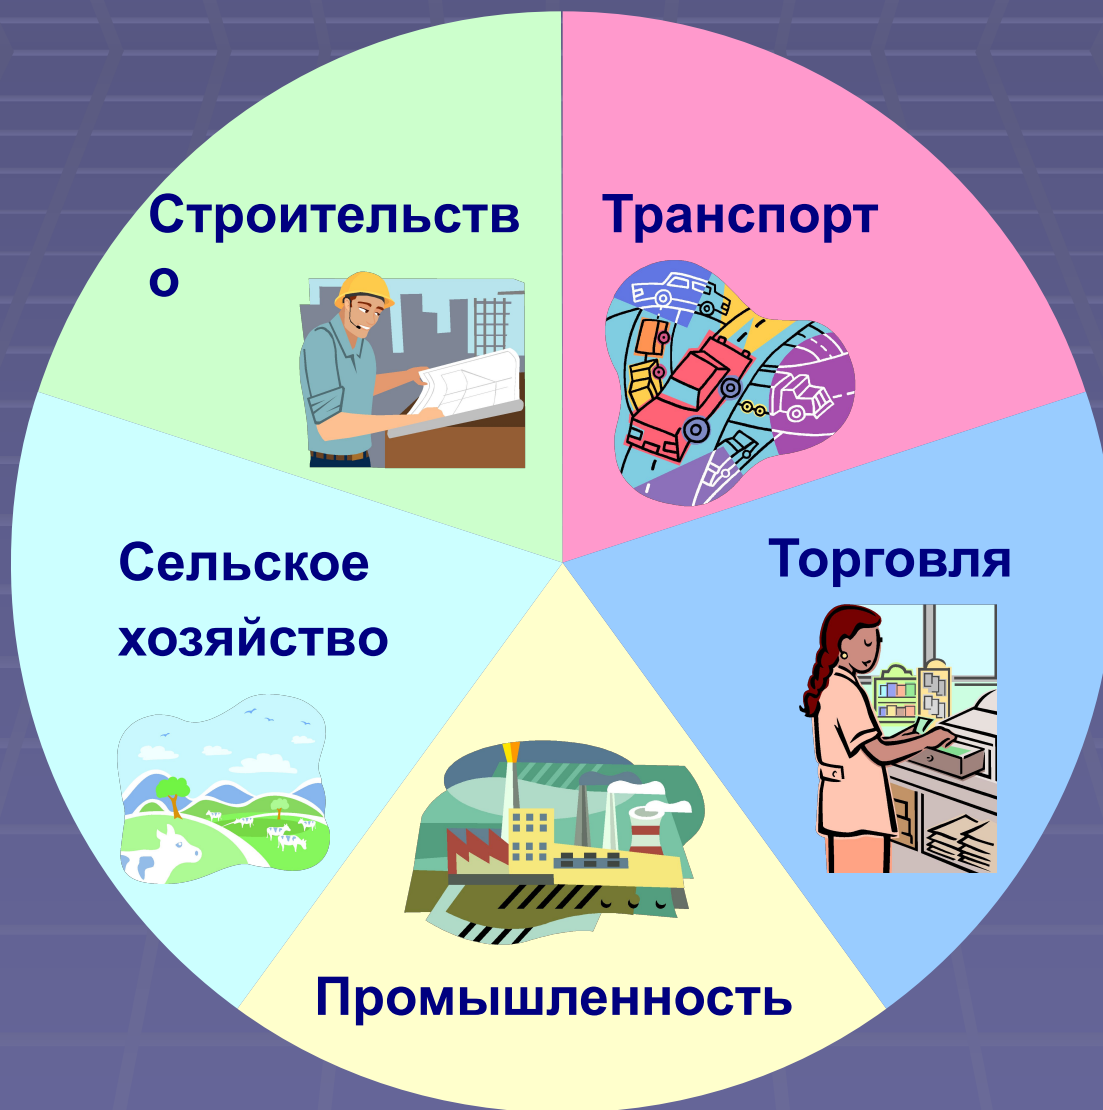 Строительств
о
Транспорт
Сельское
хозяйство
Торговля
Промышленность